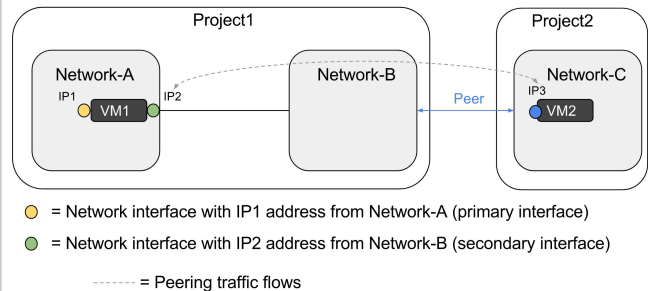 Project1
Project2
Network-A
Network-B
Network-C
IP1
IP2
IP3
VM1
Peer
VM2
= Network interface with IP1 address from Network-A (primary interface)
= Network interface with IP2 address from Network-B (secondary interface)
= Peering traffic flows